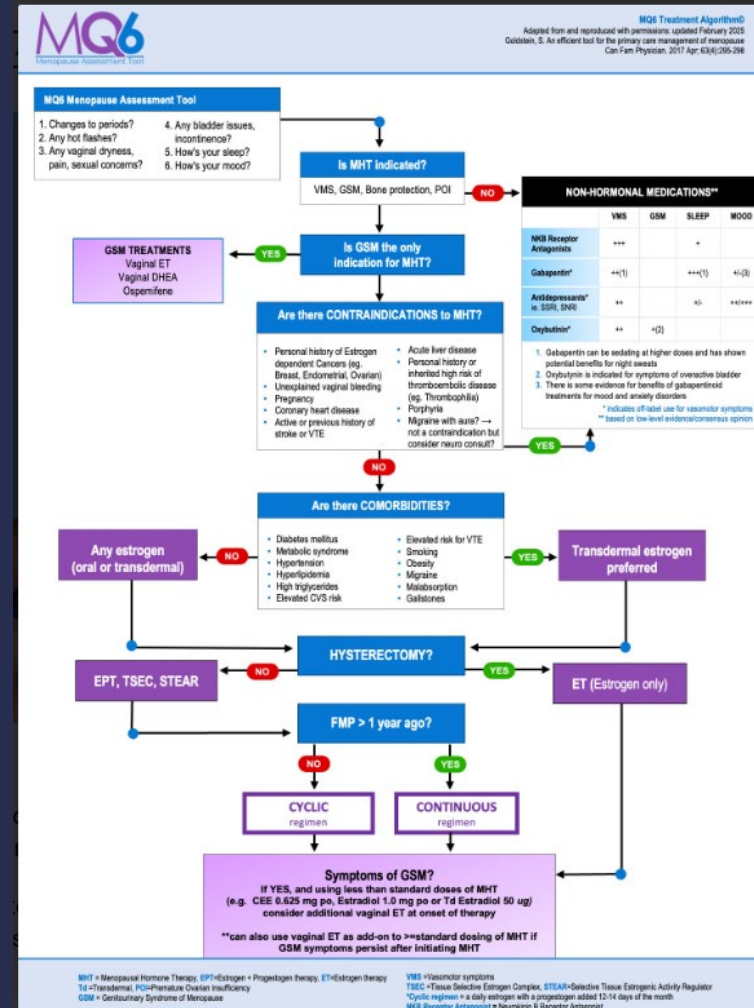 MQ6
Menopause Assessment Tool
MQ6 Treatment Algorithm©
Adapted from and reproduced with permissions: updated February 2025
Goldstein, S. An efficient tool for the primary care management of menopause
Can Fam Physician. 2017 Apr: 63(4):295-298
MQ6 Menopause Assessment Tool
1. Changes to periods?
2. Any hot flashes?
3. Any vaginal dryness,
pain, sexual concerns?
4. Any bladder issues,
incontinence?
5. How's your sleep?
6. How's your mood?
Is MHT indicated?
VMS, GSM, Bone protection, POI
NO
NON-HORMONAL MEDICATIONS**
VMS GSM SLEEP MOOD
NKB Receptor
Antagonists
+++ +
Gabapentin* ++(1) +++(1) +/-(3)
Antidepressants*
ie. SSRI, SNRI
++ +/- ++/+++
Oxybutinin* ++ +(2)
1. Gabapentin can be sedating at higher doses and has shown
potential benefits for night sweats
2. Oxybutynin is indicated for symptoms of overactive bladder
3. There is some evidence for benefits of gabapentinoid
treatments for mood and anxiety disorders
* indicates off-label use for vasomotor symptoms
** based on low-level evidence/consensus opinion
Is GSM the only
indication for MHT?
YES
GSM TREATMENTS
Vaginal ET
Vaginal DHEA
Ospemifene
Are there CONTRAINDICATIONS to MHT?
• Personal history of Estrogen
dependent Cancers (eg.
Breast, Endometrial, Ovarian)
• Unexplained vaginal bleeding
• Pregnancy
• Coronary heart disease
• Active or previous history of
stroke or VTE
• Acute liver disease
• Personal history or
inherited high risk of
thromboembolic disease
(eg. Thrombophilia)
• Porphyria
• Migraine with aura? →
not a contraindication but
consider neuro consult?
YES
NO
Are there COMORBIDITIES?
• Diabetes mellitus
• Metabolic syndrome
• Hypertension
• Hyperlipidemia
• High triglycerides
• Elevated CVS risk
• Elevated risk for VTE
• Smoking
• Obesity
• Migraine
• Malabsorption
• Gallstones
NO
Any estrogen
(oral or transdermal)
YES
Transdermal estrogen
preferred
HYSTERECTOMY?
NO
EPT, TSEC, STEAR
YES
ET (Estrogen only)
FMP > 1 year ago?
NO
YES
CYCLIC
regimen
CONTINUOUS
regimen
Symptoms of GSM?
If YES, and using less than standard doses of MHT
(e.g. CEE 0.625 mg po, Estradiol 1.0 mg po or Td Estradiol 50 ug)
consider additional vaginal ET at onset of therapy
**can also use vaginal ET as add-on to >=standard dosing of MHT if
GSM symptoms persist after initiating MHT
MHT = Menopausal Hormone Therapy, EPT=Estrogen + Progestogen therapy, ET=Estrogen therapy
Td =Transdermal, POI=Premature Ovarian Insufficiency
GSM = Genitourinary Syndrome of Menopause
VMS =Vasomotor symptoms
TSEC =Tissue Selective Estrogen Complex, STEAR=Selective Tissue Estrogenic Activity Regulator
*Cyclic regimen = a daily estrogen with a progestogen added 12-14 days of the month
NKB Receptor Antagonist = Neurokinin B Receptor Antagonist